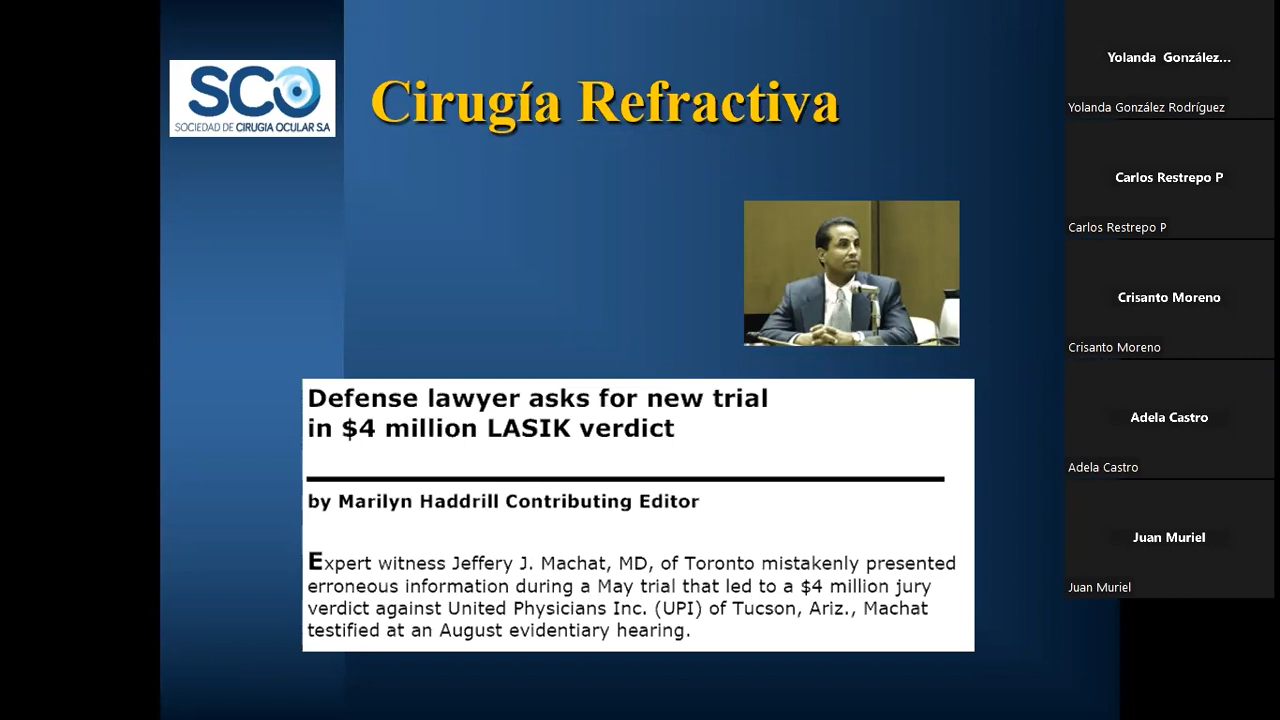 SCO
SOCIEDAD DE CIRUGIA OCULAR S.A
Cirugía Refractiva
Defense lawyer asks for new trial
in $4 million LASIK verdict
by Marilyn Haddrill Contributing Editor
Expert witness Jeffery J. Machat, MD, of Toronto mistakenly presented
erroneous information during a May trial that led to a $4 million jury
verdict against United Physicians Inc. (UPI) of Tucson, Ariz., Machat
testified at an August evidentiary hearing.
Yolanda González...
Yolanda González Rodríguez
Carlos Restrepo P
Carlos Restrepo P
Crisanto Moreno
Crisanto Moreno
Adela Castro
Adela Castro
Juan Muriel
Juan Muriel